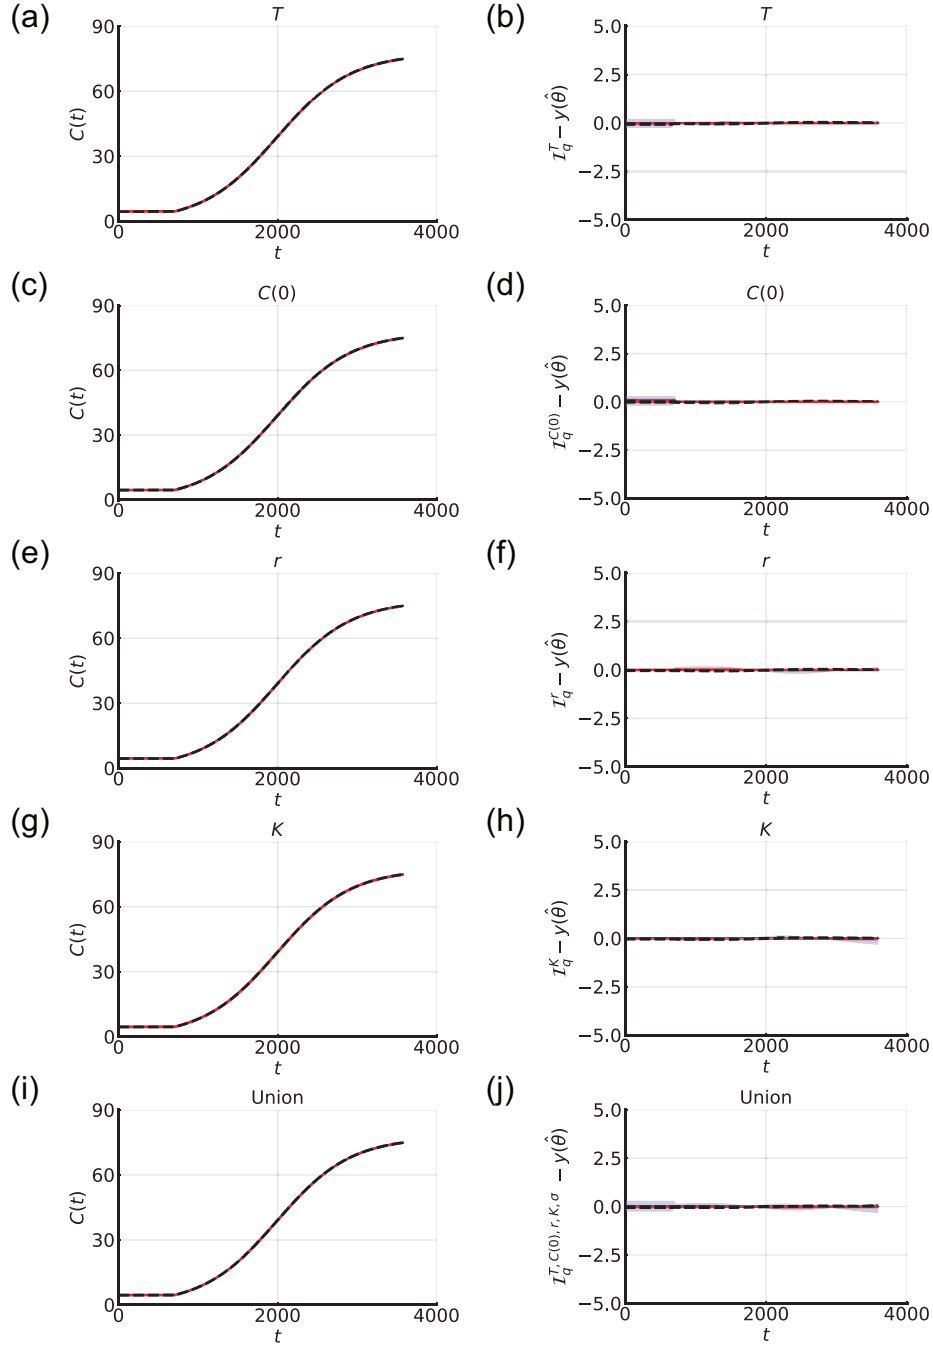 (a) T
C(t)
90
60
30
0
0 2000 4000
t
(b) T
𝓘_q^T − y(θ̂)
5.0
2.5
0.0
−2.5
−5.0
0 2000 4000
t
(c) C(0)
C(t)
90
60
30
0
0 2000 4000
t
(d) C(0)
𝓘_q^{C(0)} − y(θ̂)
5.0
2.5
0.0
−2.5
−5.0
0 2000 4000
t
(e) r
C(t)
90
60
30
0
0 2000 4000
t
(f) r
𝓘_q^r − y(θ̂)
5.0
2.5
0.0
−2.5
−5.0
0 2000 4000
t
(g) K
C(t)
90
60
30
0
0 2000 4000
t
(h) K
𝓘_q^K − y(θ̂)
5.0
2.5
0.0
−2.5
−5.0
0 2000 4000
t
(i) Union
C(t)
90
60
30
0
0 2000 4000
t
(j) Union
𝓘_q^{T, C(0), r, K, σ} − y(θ̂)
5.0
2.5
0.0
−2.5
−5.0
0 2000 4000
t